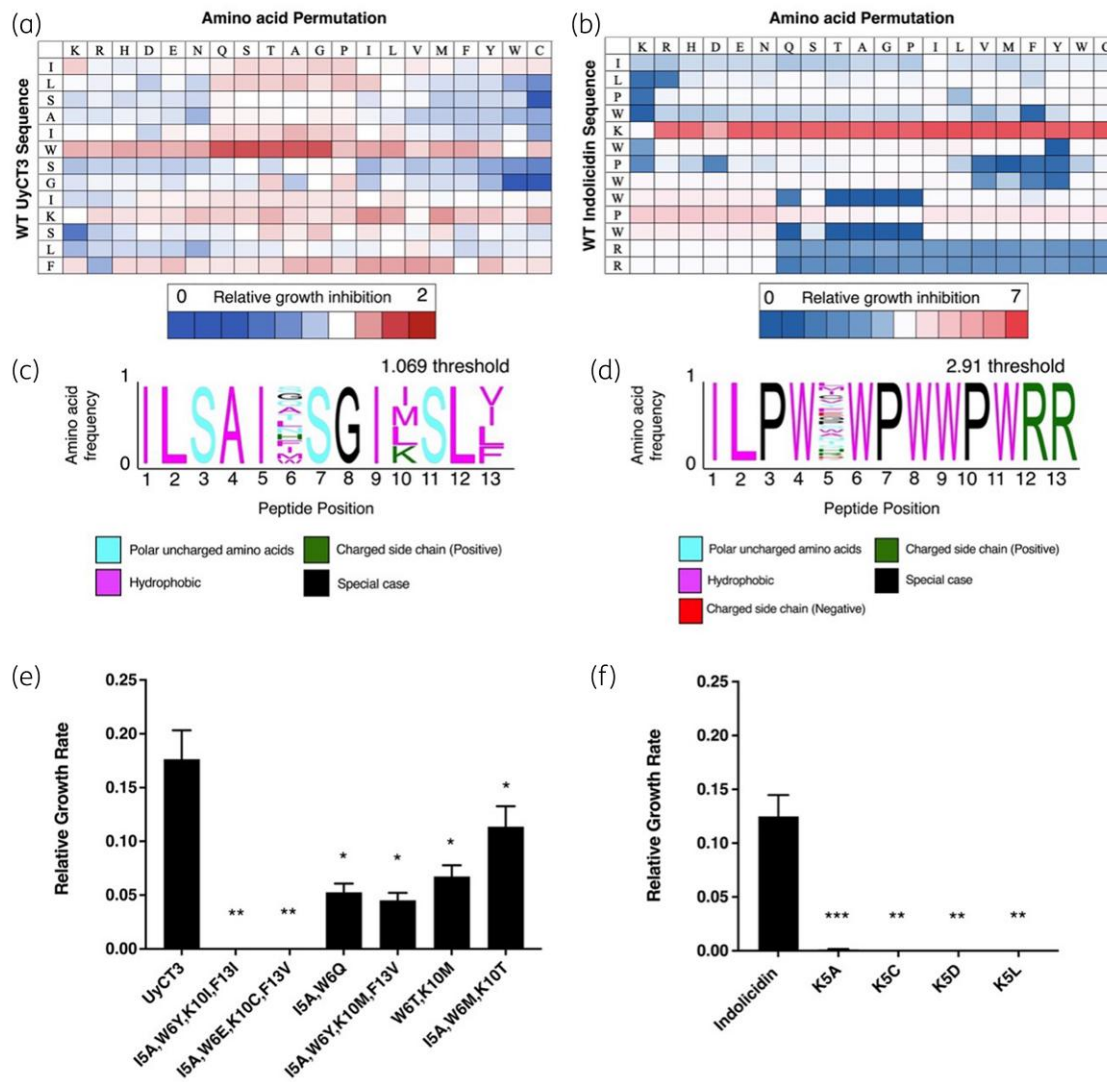 (a)
Amino acid Permutation
K R H D E N Q S T A G P I L V M F Y W C
WT UyCT3 Sequence
I
L
S
A
I
W
S
G
I
K
S
L
F
0 Relative growth inhibition 2
(b)
Amino acid Permutation
K R H D E N Q S T A G P I L V M F Y W C
WT Indolicidin Sequence
I
L
P
W
K
W
P
W
W
P
W
R
R
0 Relative growth inhibition 7
(c)
1.069 threshold
Amino acid
frequency
1
0
I L S A I S G I S L
I
M
L
K
Y
I
L
F
1 2 3 4 5 6 7 8 9 10 11 12 13
Peptide Position
Polar uncharged amino acids
Charged side chain (Positive)
Hydrophobic
Special case
(d)
2.91 threshold
Amino acid
frequency
1
0
I L P W W P W W P W R R
1 2 3 4 5 6 7 8 9 10 11 12 13
Peptide Position
Polar uncharged amino acids
Charged side chain (Positive)
Hydrophobic
Special case
Charged side chain (Negative)
(e)
Relative Growth Rate
0.25
0.20
0.15
0.10
0.05
0.00
** ** * * * *
UyCT3
I5A,W6Y,K10I,F13I
I5A,W6E,K10C,F13V
I5A,W6Q
I5A,W6Y,K10M,F13V
W6T,K10M
I5A,W6M,K10T
(f)
Relative Growth Rate
0.25
0.20
0.15
0.10
0.05
0.00
*** ** ** **
Indolicidin
K5A
K5C
K5D
K5L